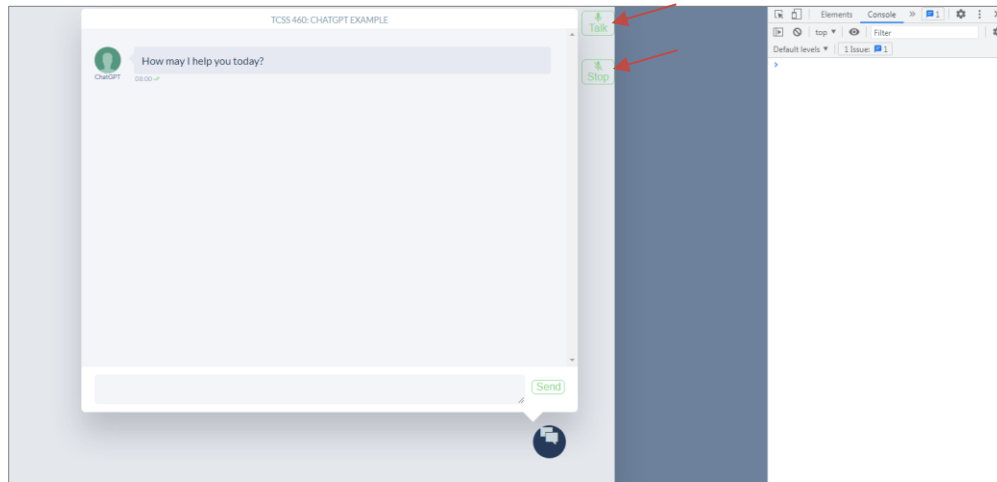 TCSS 460: CHATGPT EXAMPLE
Talk
How may I help you today?
ChatGPT
08:00
Stop
Send
Elements Console » 1
top ▼ Filter
Default levels ▼ 1 Issue: 1
>